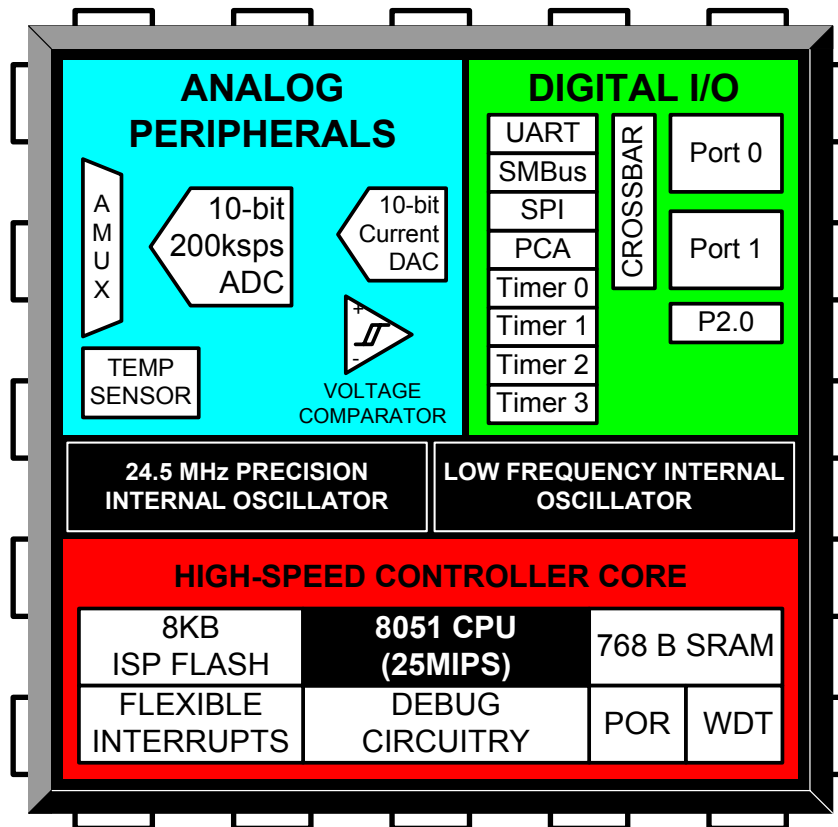 ANALOG
PERIPHERALS
A
M
U
X
10-bit
200ksps
ADC
10-bit
Current
DAC
TEMP
SENSOR
+
-
VOLTAGE
COMPARATOR
DIGITAL I/O
UART
SMBus
SPI
PCA
Timer 0
Timer 1
Timer 2
Timer 3
CROSSBAR
Port 0
Port 1
P2.0
24.5 MHz PRECISION
INTERNAL OSCILLATOR
LOW FREQUENCY INTERNAL
OSCILLATOR
HIGH-SPEED CONTROLLER CORE
8KB
ISP FLASH
8051 CPU
(25MIPS)
768 B SRAM
FLEXIBLE
INTERRUPTS
DEBUG
CIRCUITRY
POR
WDT